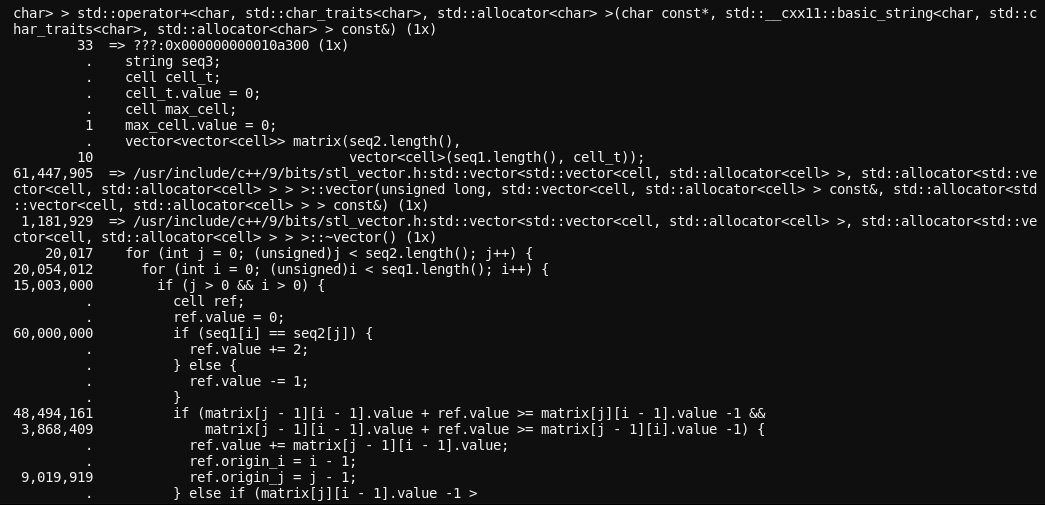 char> > std::operator+<char, std::char_traits<char>, std::allocator<char> >(char const*, std::__cxx11::basic_string<char, std::c
har_traits<char>, std::allocator<char> > const&) (1x)
        33  => ???:0x000000000010a300 (1x)
         .    string seq3;
         .    cell cell_t;
         .    cell_t.value = 0;
         .    cell max_cell;
         1    max_cell.value = 0;
         .    vector<vector<cell>> matrix(seq2.length(),
        10                                vector<cell>(seq1.length(), cell_t));
61,447,905  => /usr/include/c++/9/bits/stl_vector.h:std::vector<std::vector<cell, std::allocator<cell> >, std::allocator<std::ve
ctor<cell, std::allocator<cell> > > >::vector(unsigned long, std::vector<cell, std::allocator<cell> > const&, std::allocator<std
::vector<cell, std::allocator<cell> > > const&) (1x)
 1,181,929  => /usr/include/c++/9/bits/stl_vector.h:std::vector<std::vector<cell, std::allocator<cell> >, std::allocator<std::ve
ctor<cell, std::allocator<cell> > > >::~vector() (1x)
    20,017    for (int j = 0; (unsigned)j < seq2.length(); j++) {
20,054,012      for (int i = 0; (unsigned)i < seq1.length(); i++) {
15,003,000        if (j > 0 && i > 0) {
         .          cell ref;
         .          ref.value = 0;
60,000,000          if (seq1[i] == seq2[j]) {
         .            ref.value += 2;
         .          } else {
         .            ref.value -= 1;
         .          }
48,494,161          if (matrix[j - 1][i - 1].value + ref.value >= matrix[j][i - 1].value -1 &&
 3,868,409              matrix[j - 1][i - 1].value + ref.value >= matrix[j - 1][i].value -1) {
         .            ref.value += matrix[j - 1][i - 1].value;
         .            ref.origin_i = i - 1;
 9,019,919            ref.origin_j = j - 1;
         .          } else if (matrix[j][i - 1].value -1 >